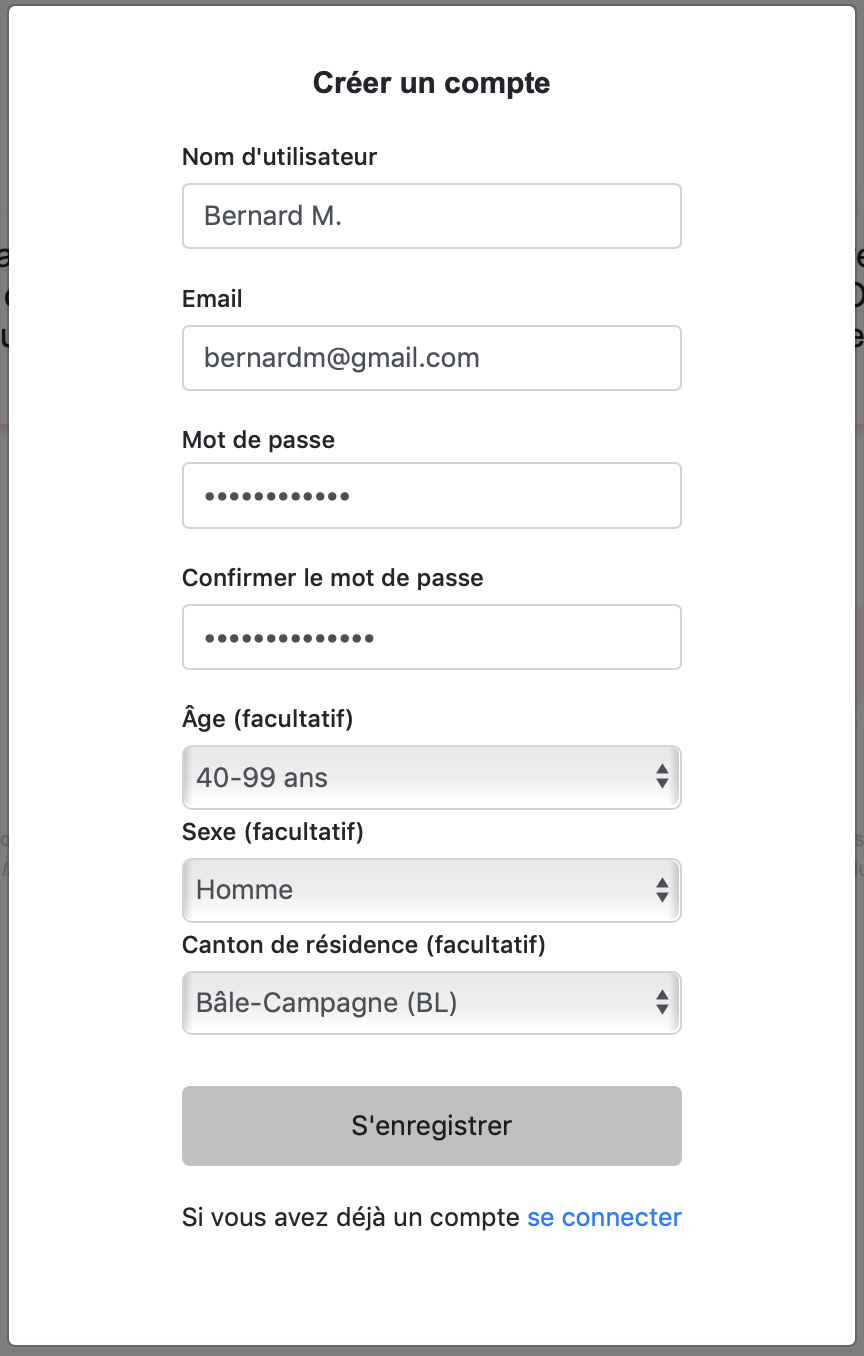 Créer un compte
Nom d'utilisateur
Bernard M.
Email
bernardm@gmail.com
Mot de passe
••••••••••••
Confirmer le mot de passe
••••••••••••••
Âge (facultatif)
40-99 ans
Sexe (facultatif)
Homme
Canton de résidence (facultatif)
Bâle-Campagne (BL)
S'enregistrer
Si vous avez déjà un compte se connecter